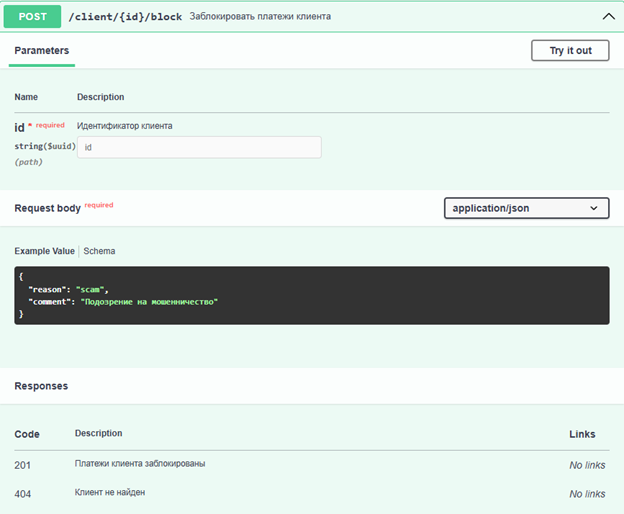 POST /client/{id}/block Заблокировать платежи клиента
Parameters Try it out
Name Description
id * required Идентификатор клиента
string($uuid) id
(path)
Request body required application/json
Example Value Schema
{
"reason": "scam",
"comment": "Подозрение на мошенничество"
}
Responses
Code Description Links
201 Платежи клиента заблокированы No links
404 Клиент не найден No links